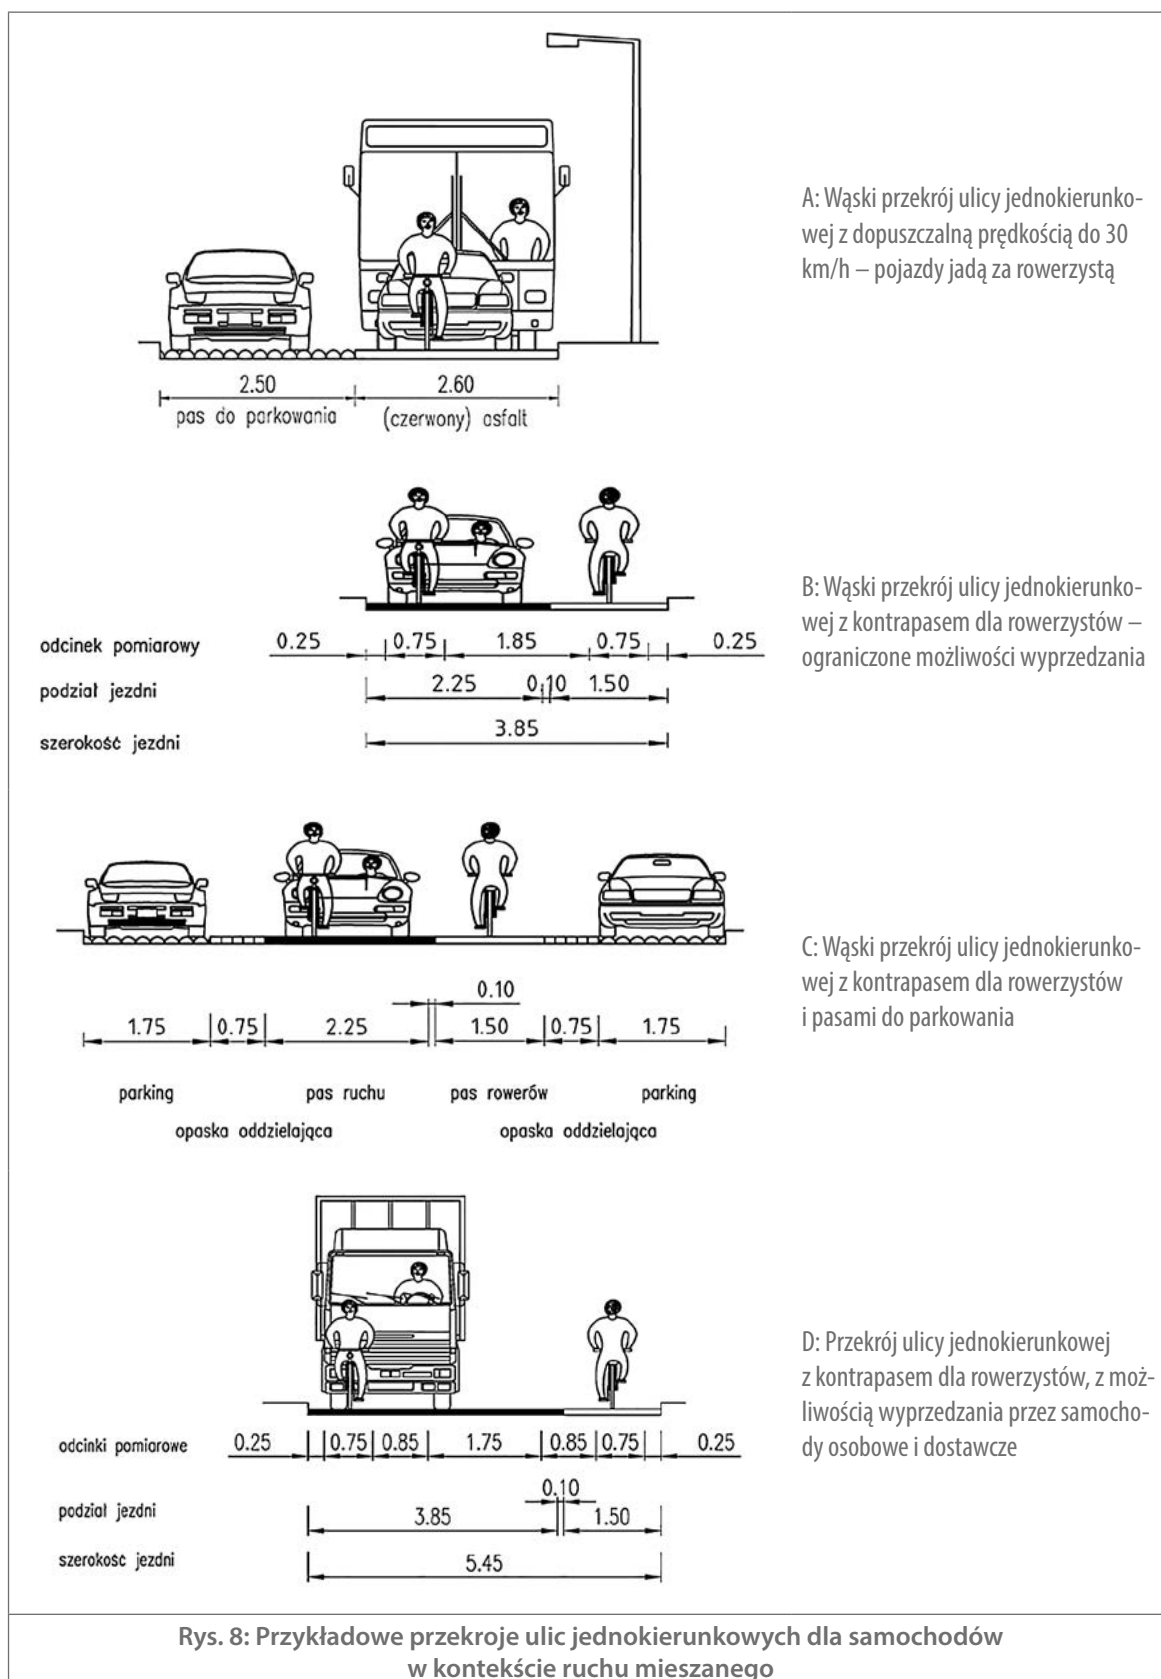 2.50 2.60
pas do parkowania (czerwony) asfalt
A: Wąski przekrój ulicy jednokierunko-
wej z dopuszczalną prędkością do 30
km/h – pojazdy jadą za rowerzystą
odcinek pomiarowy 0.25 0.75 1.85 0.75 0.25
podział jezdni 2.25 0.10 1.50
szerokość jezdni 3.85
B: Wąski przekrój ulicy jednokierunko-
wej z kontrapasem dla rowerzystów –
ograniczone możliwości wyprzedzania
0.10
1.75 0.75 2.25 1.50 0.75 1.75
parking pas ruchu pas rowerów parking
opaska oddzielająca opaska oddzielająca
C: Wąski przekrój ulicy jednokierunko-
wej z kontrapasem dla rowerzystów
i pasami do parkowania
odcinki pomiarowe 0.25 0.75 0.85 1.75 0.85 0.75 0.25
0.10
podział jezdni 3.85 1.50
szerokość jezdni 5.45
D: Przekrój ulicy jednokierunkowej
z kontrapasem dla rowerzystów, z moż-
liwością wyprzedzania przez samocho-
dy osobowe i dostawcze
Rys. 8: Przykładowe przekroje ulic jednokierunkowych dla samochodów
w kontekście ruchu mieszanego